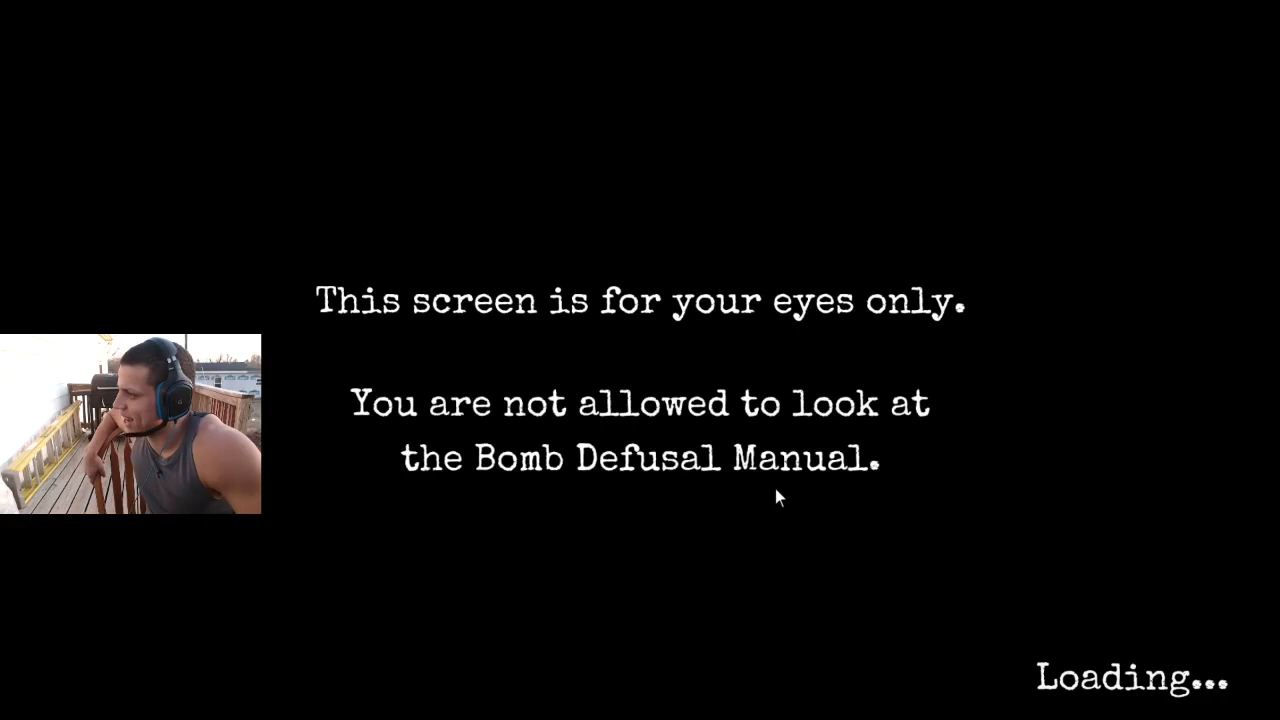 This screen is for your eyes only.
You are not allowed to look at
the Bomb Defusal Manual.
Loading...